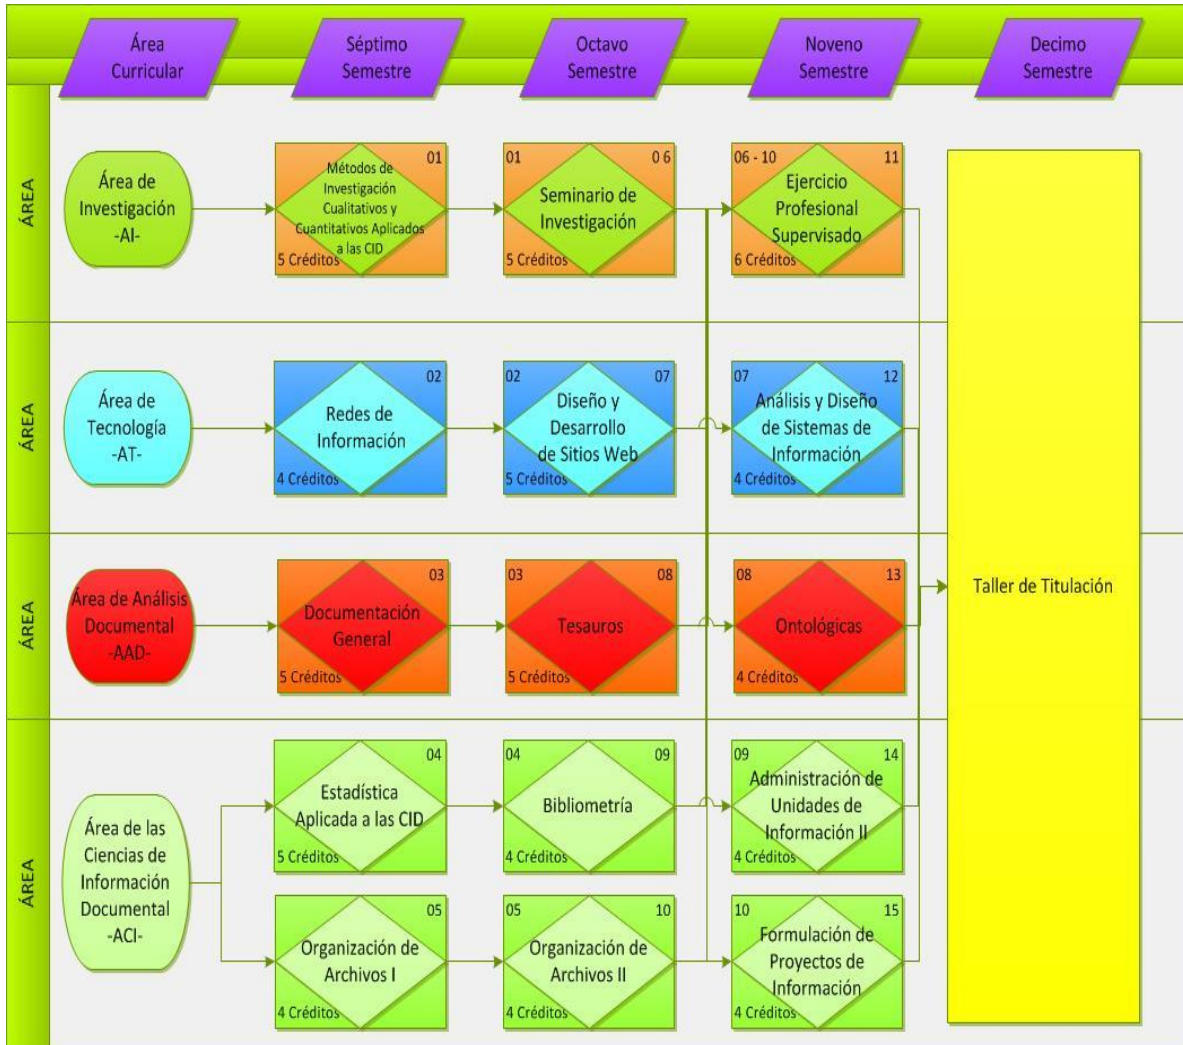 Área
Curricular
Séptimo
Semestre
Octavo
Semestre
Noveno
Semestre
Decimo
Semestre
ÁREA
Área de
Investigación
-AI-
01
Métodos de
Investigación
Cualitativos y
Cuantitativos Aplicados
a las CID
5 Créditos
01
0 6
Seminario de
Investigación
5 Créditos
06 - 10
11
Ejercicio
Profesional
Supervisado
6 Créditos
ÁREA
Área de
Tecnología
-AT-
02
Redes de
Información
4 Créditos
02
07
Diseño y
Desarrollo
de Sitios Web
5 Créditos
07
12
Análisis y Diseño
de Sistemas de
Información
4 Créditos
ÁREA
Área de Análisis
Documental
-AAD-
03
Documentación
General
5 Créditos
03
08
Tesauros
5 Créditos
08
13
Ontológicas
4 Créditos
Taller de Titulación
ÁREA
Área de las
Ciencias de
Información
Documental
-ACI-
04
Estadística
Aplicada a las CID
5 Créditos
04
09
Bibliometría
4 Créditos
09
14
Administración de
Unidades de
Información II
4 Créditos
05
Organización de
Archivos I
4 Créditos
05
10
Organización de
Archivos II
4 Créditos
10
15
Formulación de
Proyectos de
Información
4 Créditos